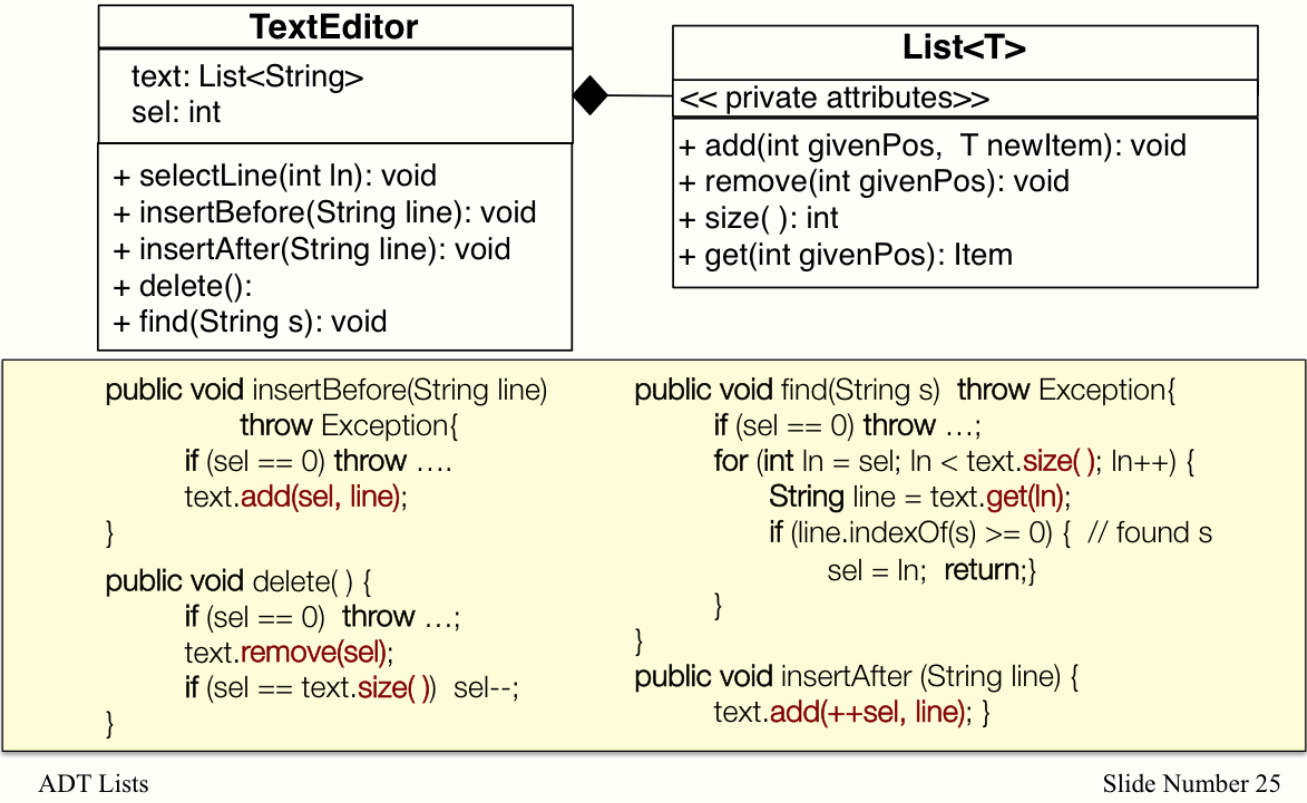 TextEditor
text: List<String>
sel: int
+ selectLine(int ln): void
+ insertBefore(String line): void
+ insertAfter(String line): void
+ delete():
+ find(String s): void
List<T>
<< private attributes>>
+ add(int givenPos, T newItem): void
+ remove(int givenPos): void
+ size( ): int
+ get(int givenPos): Item
public void insertBefore(String line)
throw Exception{
if (sel == 0) throw ….
text.add(sel, line);
}
public void delete( ) {
if (sel == 0) throw …;
text.remove(sel);
if (sel == text.size( )) sel--;
}
public void find(String s) throw Exception{
if (sel == 0) throw …;
for (int ln = sel; ln < text.size( ); ln++) {
String line = text.get(ln);
if (line.indexOf(s) >= 0) { // found s
sel = ln; return;}
}
}
public void insertAfter (String line) {
text.add(++sel, line); }
ADT Lists
Slide Number 25